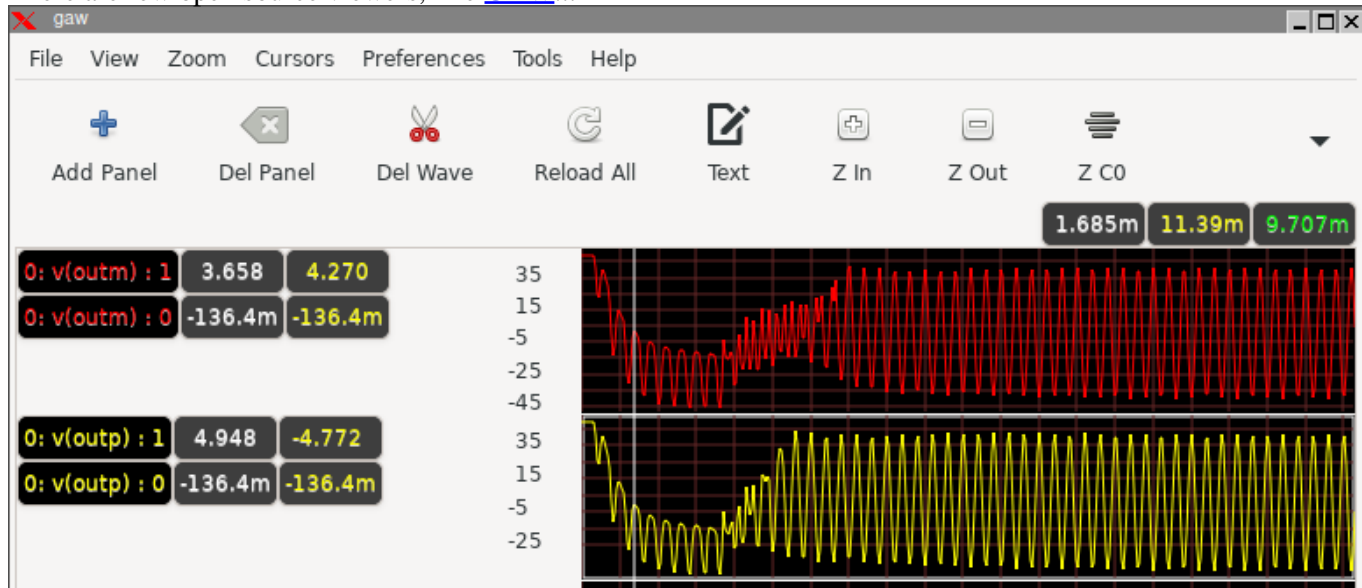 gaw
File View Zoom Cursors Preferences Tools Help
Add Panel Del Panel Del Wave Reload All Text Z In Z Out Z C0
1.685m 11.39m 9.707m
0: v(outm) : 1 3.658 4.270
0: v(outm) : 0 -136.4m -136.4m
35
15
-5
-25
-45
0: v(outp) : 1 4.948 -4.772
0: v(outp) : 0 -136.4m -136.4m
35
15
-5
-25